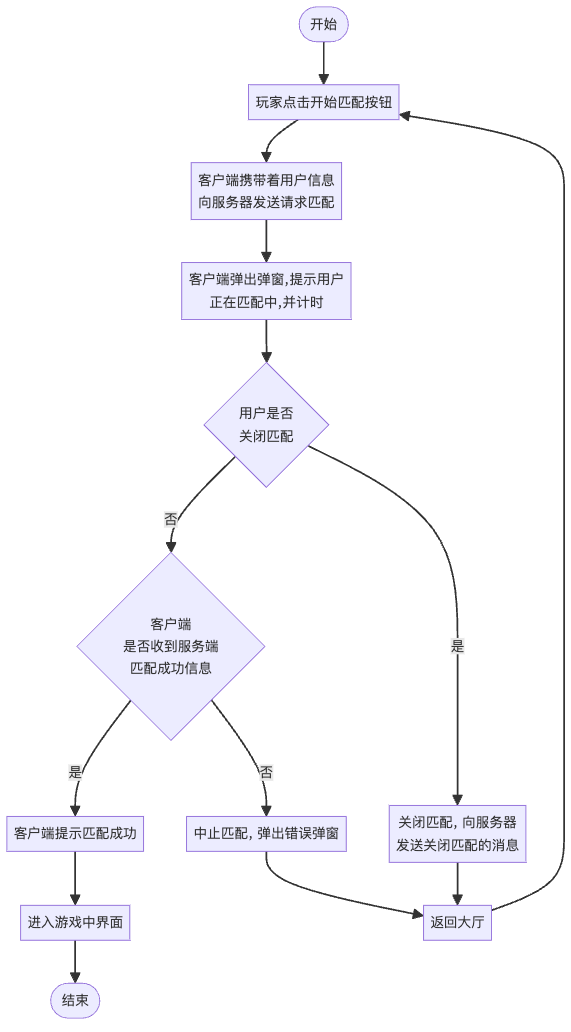 开始
玩家点击开始匹配按钮
客户端携带着用户信息
向服务器发送请求匹配
客户端弹出弹窗,提示用户
正在匹配中,并计时
用户是否
关闭匹配
否
客户端
是否收到服务端
匹配成功信息
是
是
否
客户端提示匹配成功
中止匹配, 弹出错误弹窗
关闭匹配, 向服务器
发送关闭匹配的消息
进入游戏中界面
返回大厅
结束